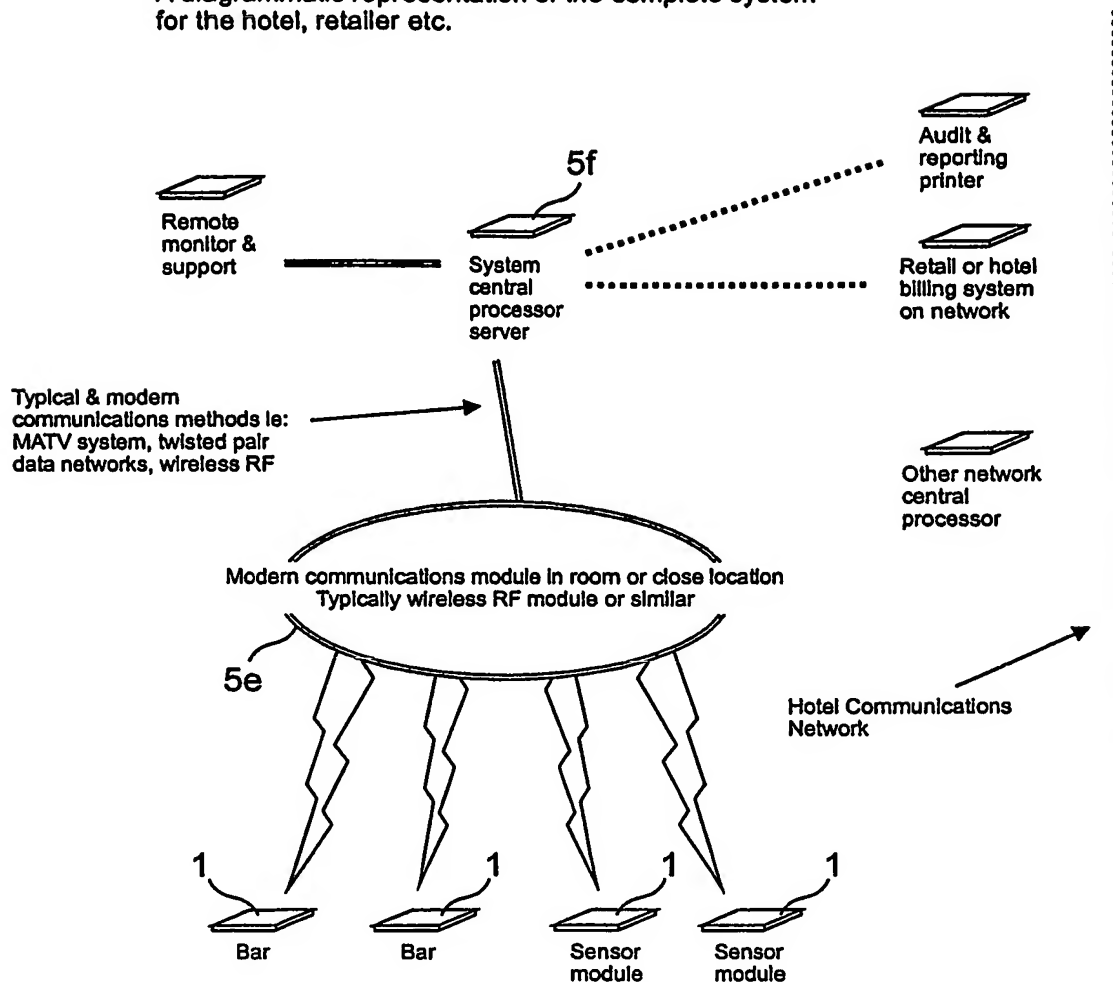 for the hotel, retailer etc.
5f
Audit &
reporting
printer
Remote
monitor &
support
System
central
processor
server
Retail or hotel
billing system
on network
Typical & modern
communications methods ie:
MATV system, twisted pair
data networks, wireless RF
Other network
central
processor
Modern communications module in room or close location
Typically wireless RF module or similar
5e
Hotel Communications
Network
1
1
1
1
Bar
Bar
Sensor
module
Sensor
module